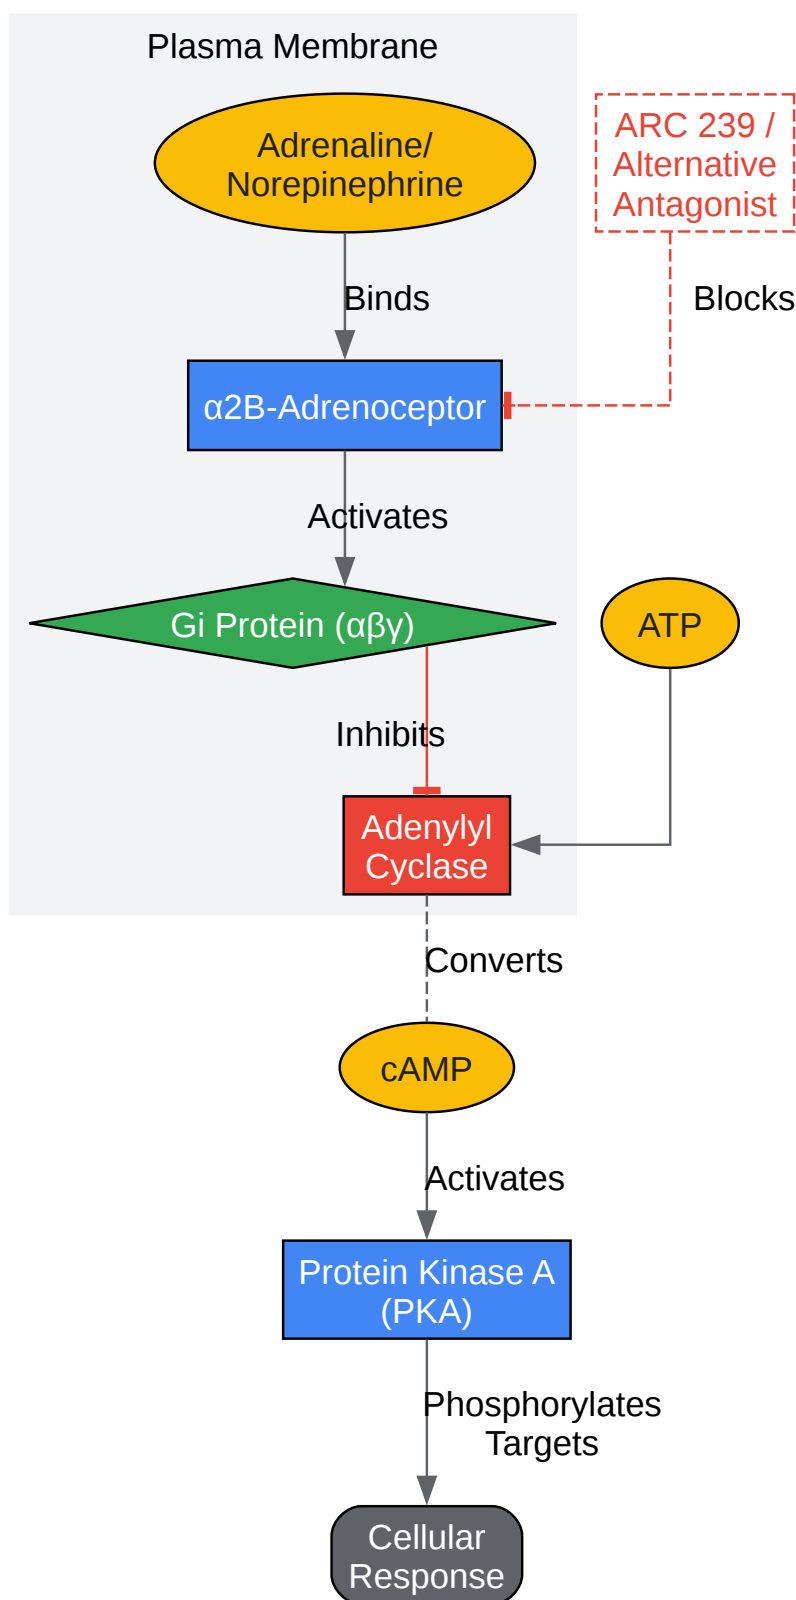 Plasma Membrane
Adrenaline/
Norepinephrine
ARC 239 /
Alternative
Antagonist
Binds
Blocks
α2B-Adrenoceptor
Activates
Gi Protein (αβγ)
ATP
Inhibits
Adenylyl
Cyclase
Converts
cAMP
Activates
Protein Kinase A
(PKA)
Phosphorylates
Targets
Cellular
Response